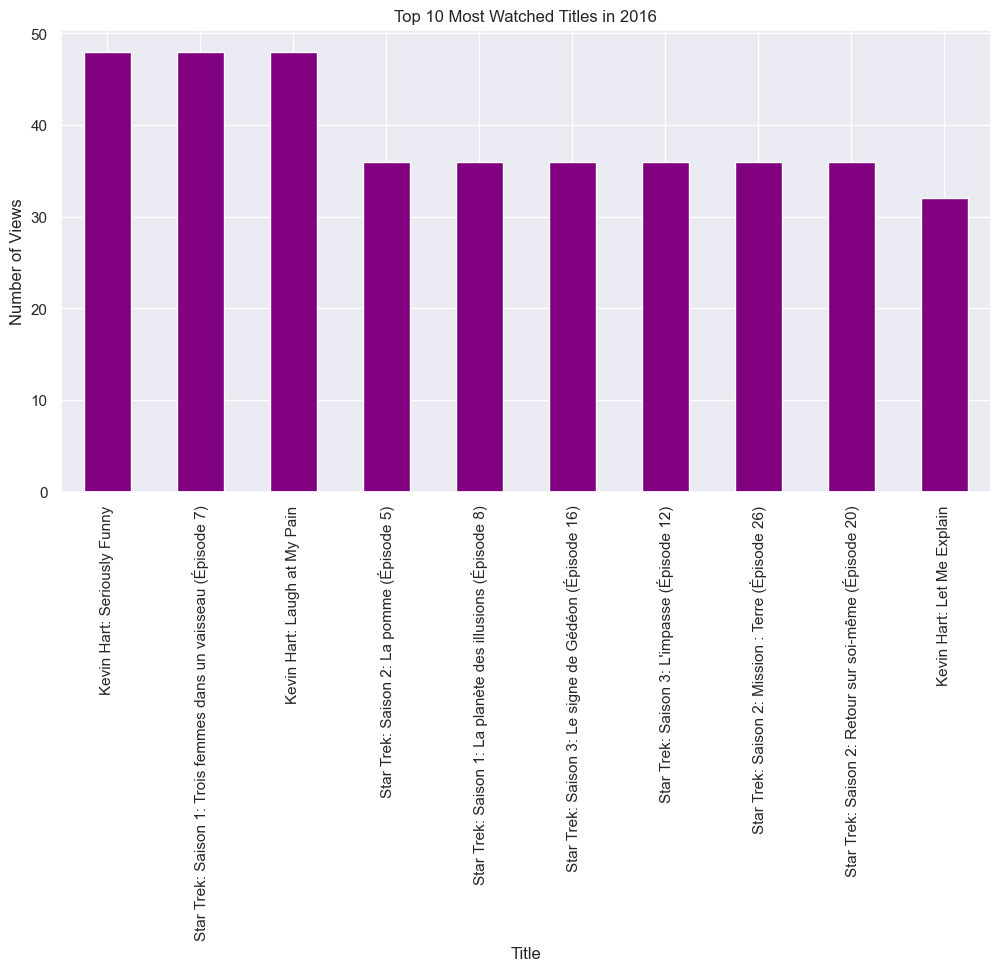 Top 10 Most Watched Titles in 2016
Number of Views
50
40
30
20
10
0
Kevin Hart: Seriously Funny
Star Trek: Saison 1: Trois femmes dans un vaisseau (Épisode 7)
Kevin Hart: Laugh at My Pain
Star Trek: Saison 2: La pomme (Épisode 5)
Star Trek: Saison 1: La planète des illusions (Épisode 8)
Star Trek: Saison 3: Le signe de Gédéon (Épisode 16)
Star Trek: Saison 3: L'impasse (Épisode 12)
Star Trek: Saison 2: Mission : Terre (Épisode 26)
Star Trek: Saison 2: Retour sur soi-même (Épisode 20)
Kevin Hart: Let Me Explain
Title